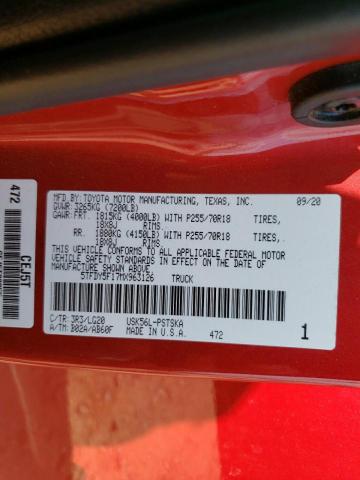 MFD.BY:TOYOTA MOTOR MANUFACTURING, TEXAS, INC. 09/20
GVWR: 3265KG (7200LB)
GAWR: FRT. 1815KG (4000LB) WITH P255/70R18 TIRES,
18X8J RIMS.
RR. 1880KG (4150LB) WITH P255/70R18 TIRES,
18X8J RIMS.
THIS VEHICLE CONFORMS TO ALL APPLICABLE FEDERAL MOTOR
VEHICLE SAFETY STANDARDS IN EFFECT ON THE DATE OF
MANUFACTURE SHOWN ABOVE.
5TFDY5F17MX963126 TRUCK
C/TR: 3R3/LG20 USK56L-PSTSKA
A/TM: B02A/AB60F MADE IN U.S.A. 472 1
472